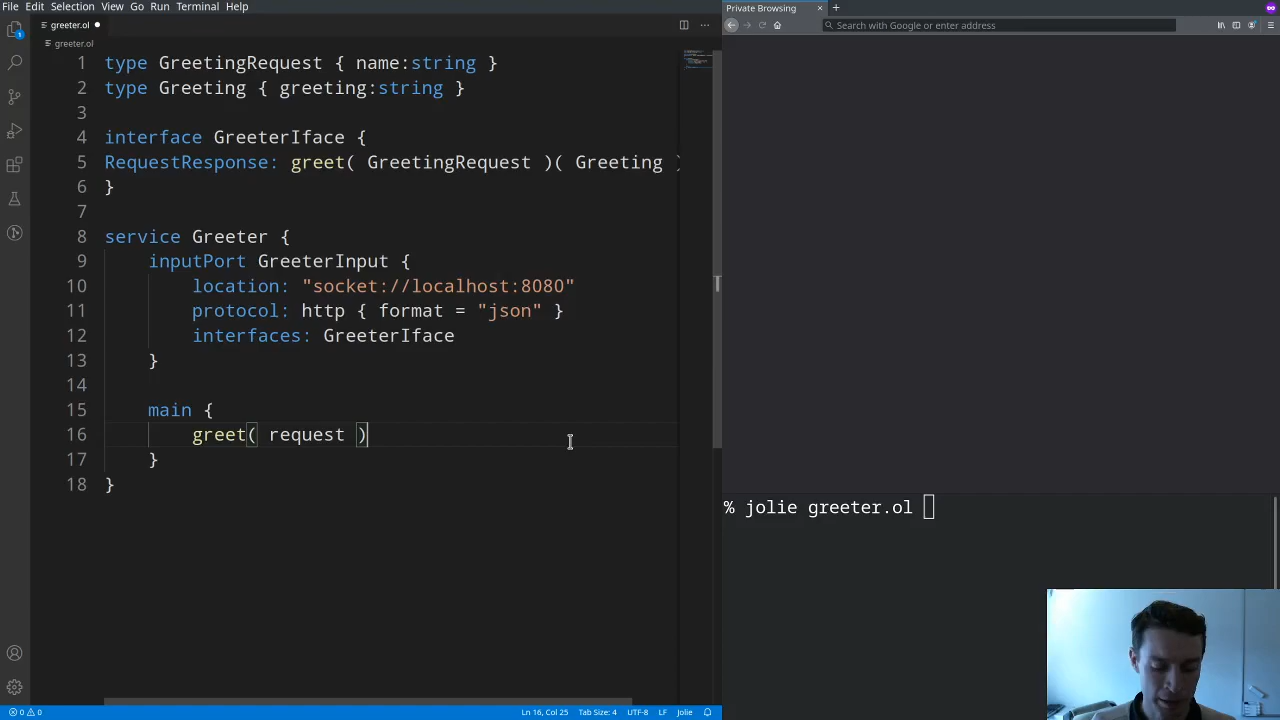 File Edit Selection View Go Run Terminal Help
Private Browsing
greeter.ol
Search with Google or enter address
greeter.ol
1 type GreetingRequest { name:string }
2 type Greeting { greeting:string }
3
4 interface GreeterIface {
5 RequestResponse: greet( GreetingRequest )( Greeting )
6 }
7
8 service Greeter {
9 inputPort GreeterInput {
10 location: "socket://localhost:8080"
11 protocol: http { format = "json" }
12 interfaces: GreeterIface
13 }
14
15 main {
16 greet( request )
17 }
18 }
% jolie greeter.ol
1
0 0
Ln 16, Col 25 Tab Size: 4 UTF-8 LF Jolie